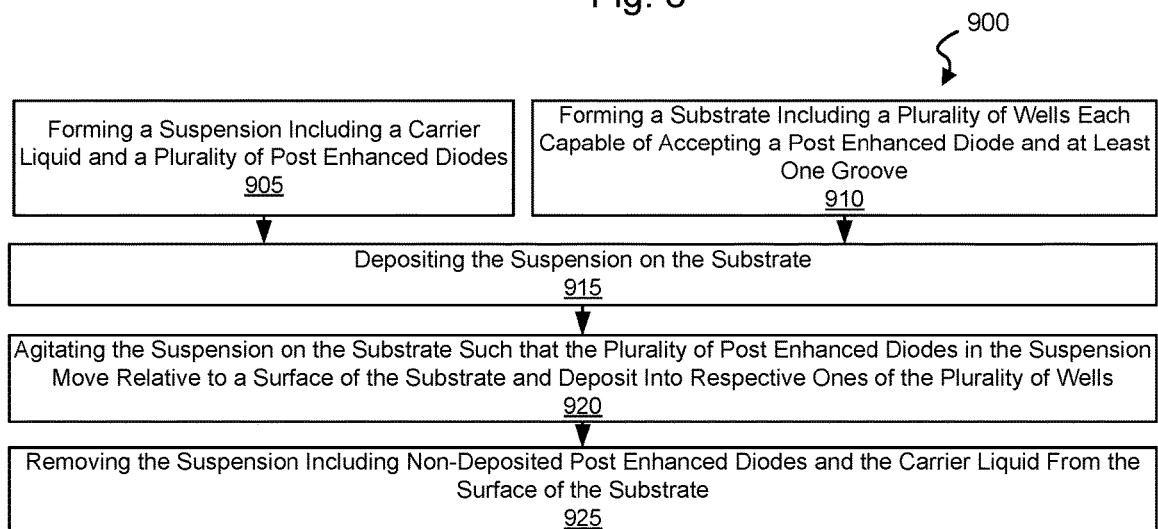 900
Forming a Suspension Including a Carrier
Liquid and a Plurality of Post Enhanced Diodes
905
Forming a Substrate Including a Plurality of Wells Each
Capable of Accepting a Post Enhanced Diode and at Least
One Groove
910
Depositing the Suspension on the Substrate
915
Agitating the Suspension on the Substrate Such that the Plurality of Post Enhanced Diodes in the Suspension
Move Relative to a Surface of the Substrate and Deposit Into Respective Ones of the Plurality of Wells
920
Removing the Suspension Including Non-Deposited Post Enhanced Diodes and the Carrier Liquid From the
Surface of the Substrate
925